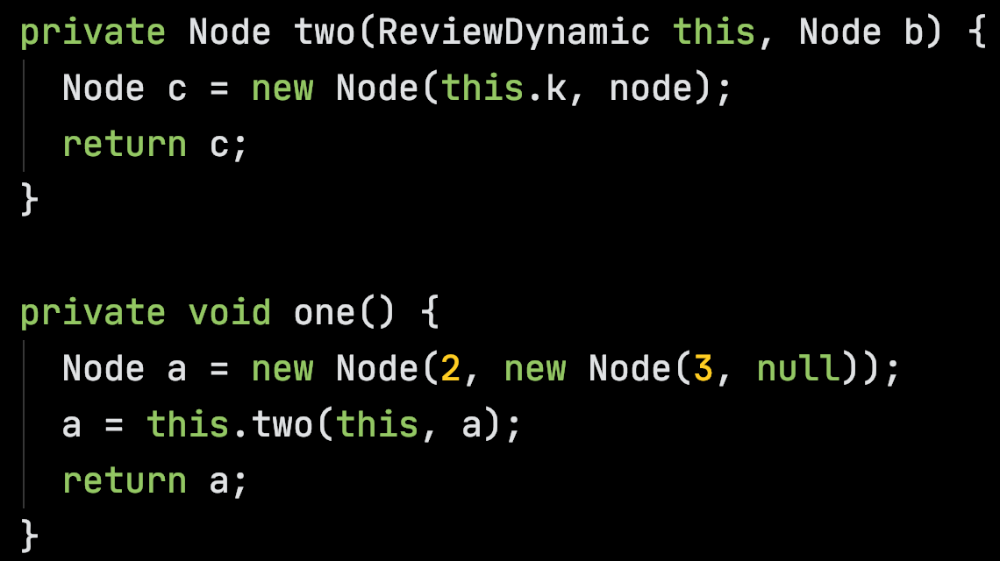 private Node two(ReviewDynamic this, Node b) {
Node c = new Node(this.k, node);
return c;
}
private void one() {
Node a = new Node(2, new Node(3, null));
a = this.two(this, a);
return a;
}